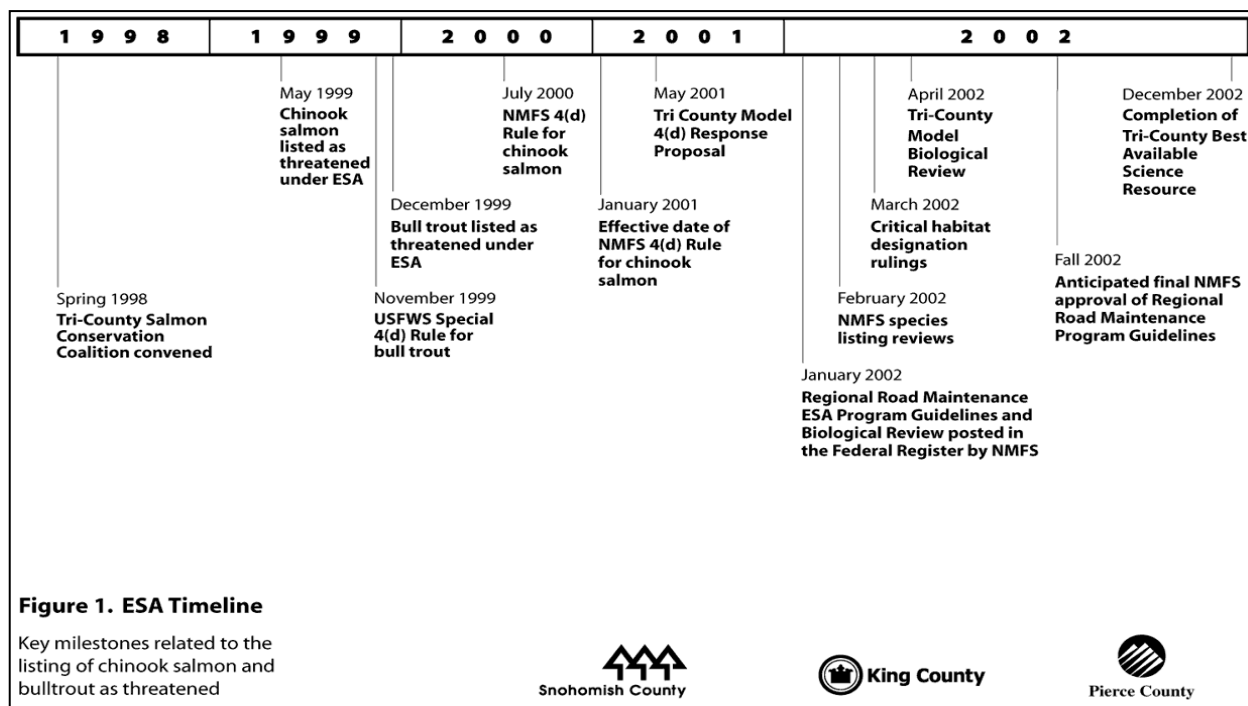 1 9 9 8
1 9 9 9
2 0 0 0
2 0 0 1
2 0 0 2
Spring 1998
Tri-County Salmon
Conservation
Coalition convened
May 1999
Chinook
salmon
listed as
threatened
under ESA
November 1999
USFWS Special
4(d) Rule for
bull trout
December 1999
Bull trout listed as
threatened under
ESA
July 2000
NMFS 4(d)
Rule for
chinook
salmon
January 2001
Effective date of
NMFS 4(d) Rule
for chinook
salmon
May 2001
Tri County Model
4(d) Response
Proposal
January 2002
Regional Road Maintenance
ESA Program Guidelines and
Biological Review posted in
the Federal Register by NMFS
February 2002
NMFS species
listing reviews
March 2002
Critical habitat
designation
rulings
April 2002
Tri-County
Model
Biological
Review
Fall 2002
Anticipated final NMFS
approval of Regional
Road Maintenance
Program Guidelines
December 2002
Completion of
Tri-County Best
Available
Science
Resource
Figure 1. ESA Timeline
Key milestones related to the
listing of chinook salmon and
bulltrout as threatened
Snohomish County
King County
Pierce County